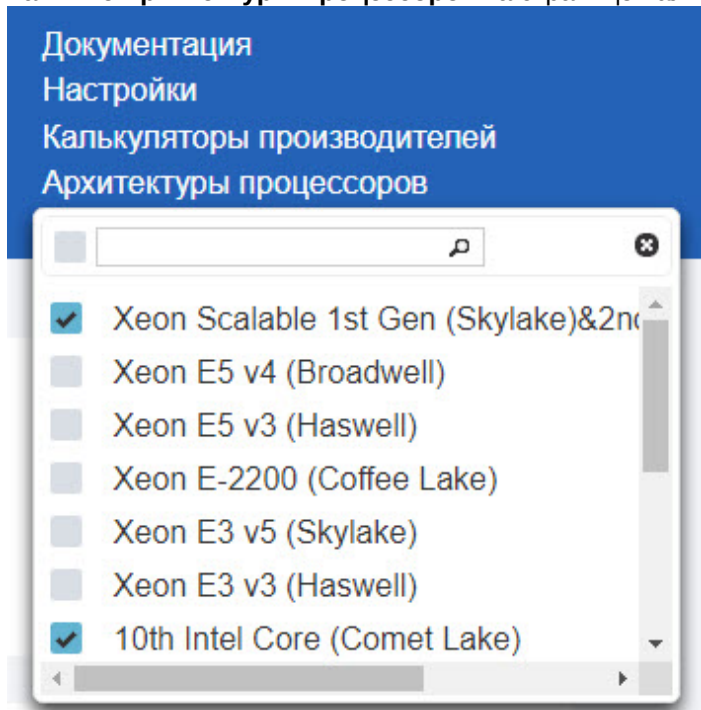 Документация
Настройки
Калькуляторы производителей
Архитектуры процессоров
Xeon Scalable 1st Gen (Skylake)&2nd
Xeon E5 v4 (Broadwell)
Xeon E5 v3 (Haswell)
Xeon E-2200 (Coffee Lake)
Xeon E3 v5 (Skylake)
Xeon E3 v3 (Haswell)
10th Intel Core (Comet Lake)